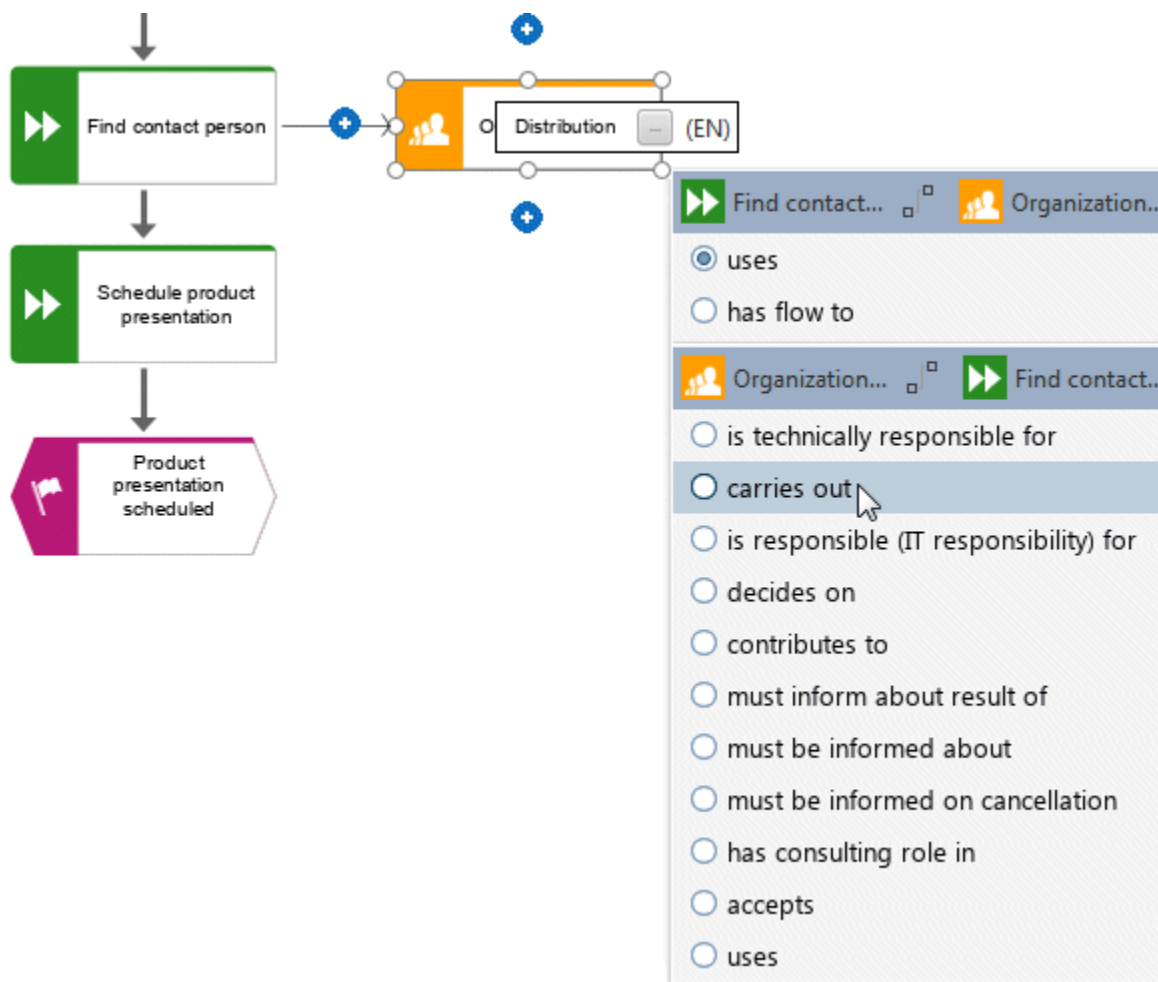 Find contact person
O
Distribution ... (EN)
Find contact... Organization..
uses
has flow to
Schedule product
presentation
Organization... Find contact..
is technically responsible for
carries out
is responsible (IT responsibility) for
decides on
contributes to
must inform about result of
must be informed about
must be informed on cancellation
has consulting role in
accepts
uses
Product
presentation
scheduled